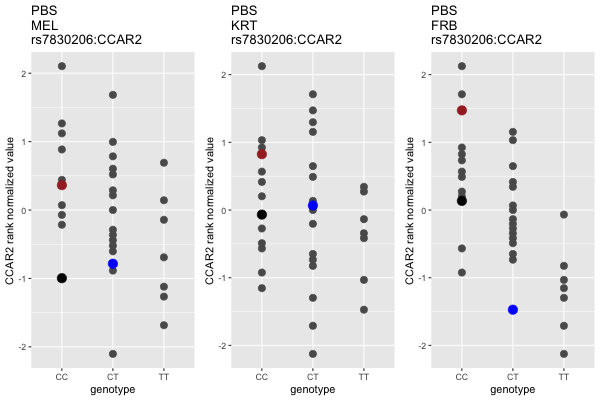 PBS
MEL
rs7830206:CCAR2
CCAR2 rank normalized value
2
1
0
-1
-2
CC
CT
TT
genotype
PBS
KRT
rs7830206:CCAR2
CCAR2 rank normalized value
2
1
0
-1
-2
CC
CT
TT
genotype
PBS
FRB
rs7830206:CCAR2
CCAR2 rank normalized value
2
1
0
-1
-2
CC
CT
TT
genotype